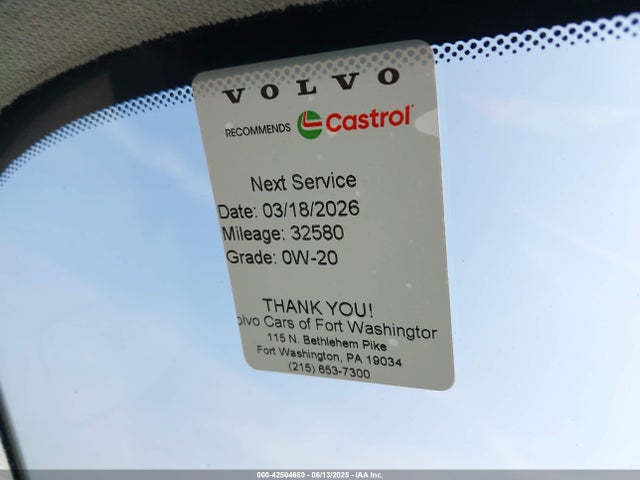 VOLVO
RECOMMENDS Castrol
Next Service
Date: 03/18/2026
Mileage: 32580
Grade: 0W-20
THANK YOU!
olvo Cars of Fort Washingtor
115 N. Bethlehem Pike
Fort Washington, PA 19034
(215) 653-7300
000-42504680 - 06/13/2025 - IAA Inc.